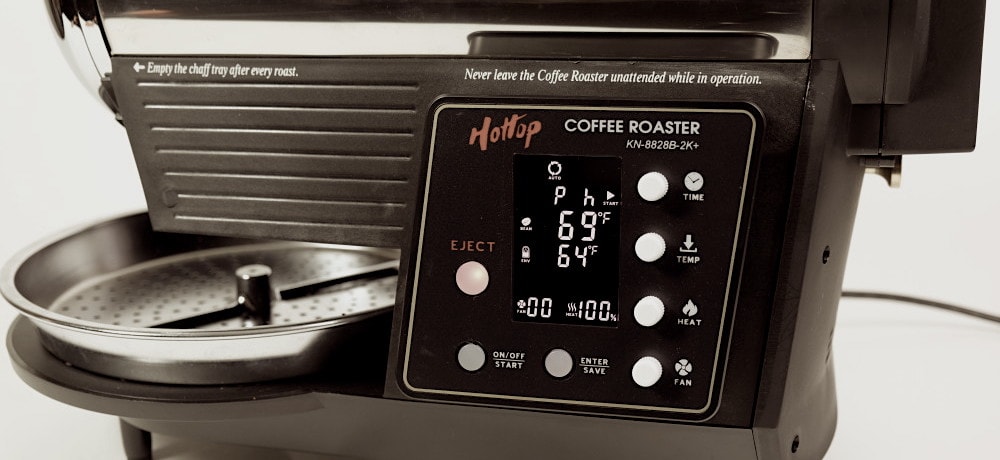 Empty the chaff tray after every roast.
Never leave the Coffee Roaster unattended while in operation.
HotTop COFFEE ROASTER
KN-8828B-2K+
AUTO
P h START
BEAN 69°F
ENV 64°F
FAN 00 HEAT 100%
EJECT
ON/OFF
START
ENTER
SAVE
TIME
TEMP
HEAT
FAN